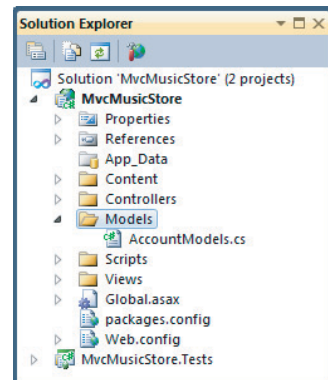 Solution Explorer
Solution 'MvcMusicStore' (2 projects)
MvcMusicStore
Properties
References
App_Data
Content
Controllers
Models
AccountModels.cs
Scripts
Views
Global.asax
packages.config
Web.config
MvcMusicStore.Tests